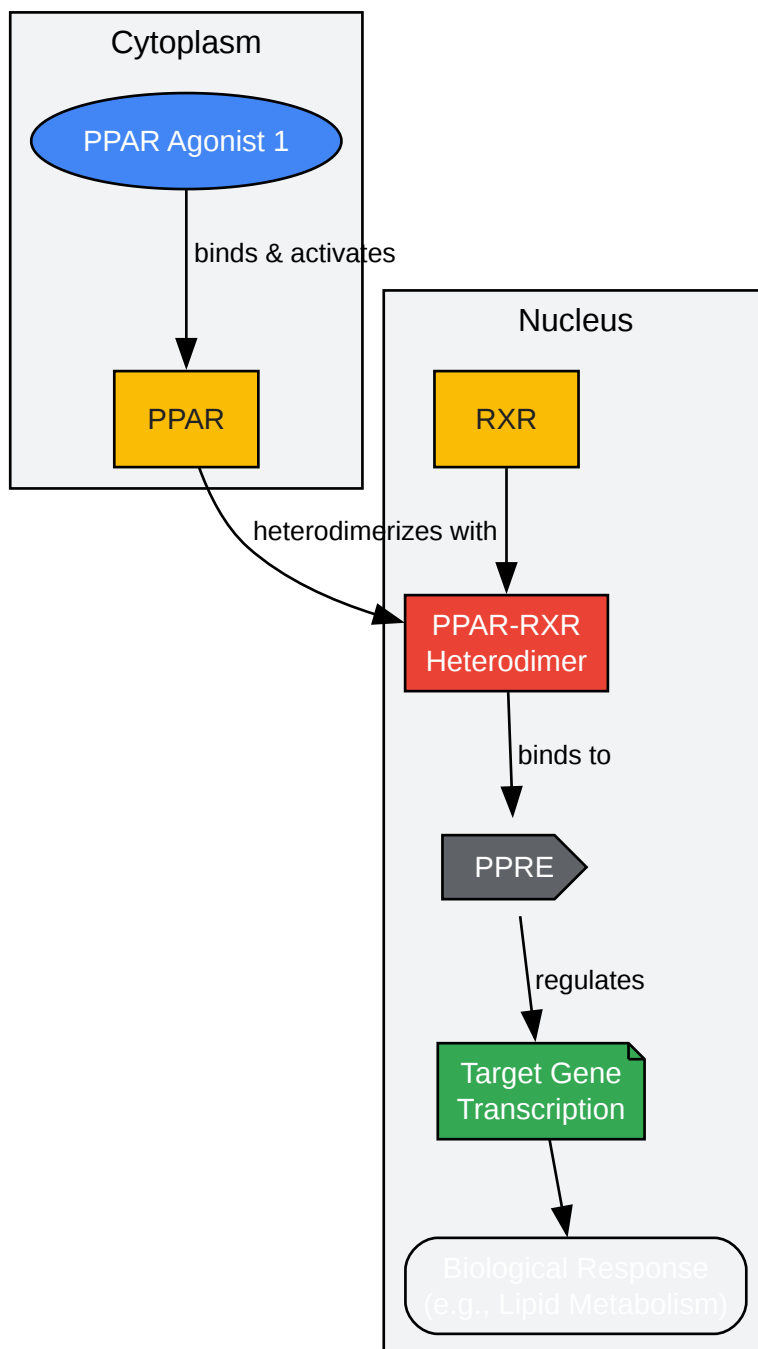 Cytoplasm
PPAR Agonist 1
binds & activates
Nucleus
PPAR
RXR
heterodimerizes with
PPAR-RXR
Heterodimer
binds to
PPRE
regulates
Target Gene
Transcription
Biological Response
(e.g., Lipid Metabolism)